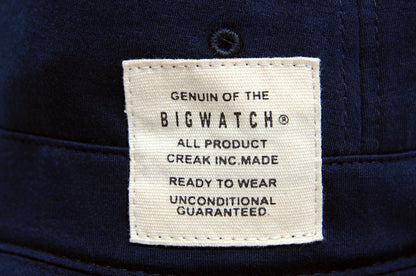 GENUIN OF THE
BIGWATCH®
ALL PRODUCT
CREAK INC.MADE
READY TO WEAR
UNCONDITIONAL
GUARANTEED